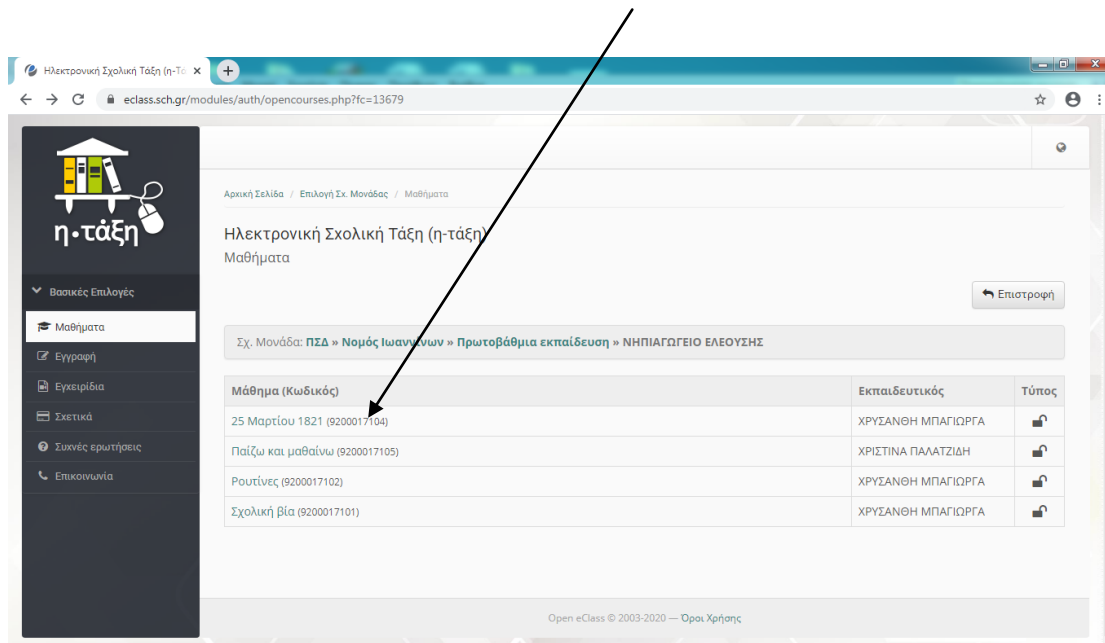 Ηλεκτρονική Σχολική Τάξη (η-Τά
eclass.sch.gr/modules/auth/opencourses.php?fc=13679
η·τάξη
Αρχική Σελίδα / Επιλογή Σχ. Μονάδας / Μαθήματα
Ηλεκτρονική Σχολική Τάξη (η-τάξη)
Μαθήματα
Βασικές Επιλογές
Επιστροφή
Μαθήματα
Σχ. Μονάδα: ΠΣΔ » Νομός Ιωαννίνων » Πρωτοβάθμια εκπαίδευση » ΝΗΠΙΑΓΩΓΕΙΟ ΕΛΕΟΥΣΗΣ
Εγγραφή
Εγχειρίδια
Σχετικά
Συχνές ερωτήσεις
Επικοινωνία
Μάθημα (Κωδικός) Εκπαιδευτικός Τύπος
25 Μαρτίου 1821 (9200017104) ΧΡΥΣΑΝΘΗ ΜΠΑΓΙΩΡΓΑ
Παίζω και μαθαίνω (9200017105) ΧΡΙΣΤΙΝΑ ΠΑΛΑΤΖΙΔΗ
Ρουτίνες (9200017102) ΧΡΥΣΑΝΘΗ ΜΠΑΓΙΩΡΓΑ
Σχολική βία (9200017101) ΧΡΥΣΑΝΘΗ ΜΠΑΓΙΩΡΓΑ
Open eClass © 2003-2020 — Όροι Χρήσης